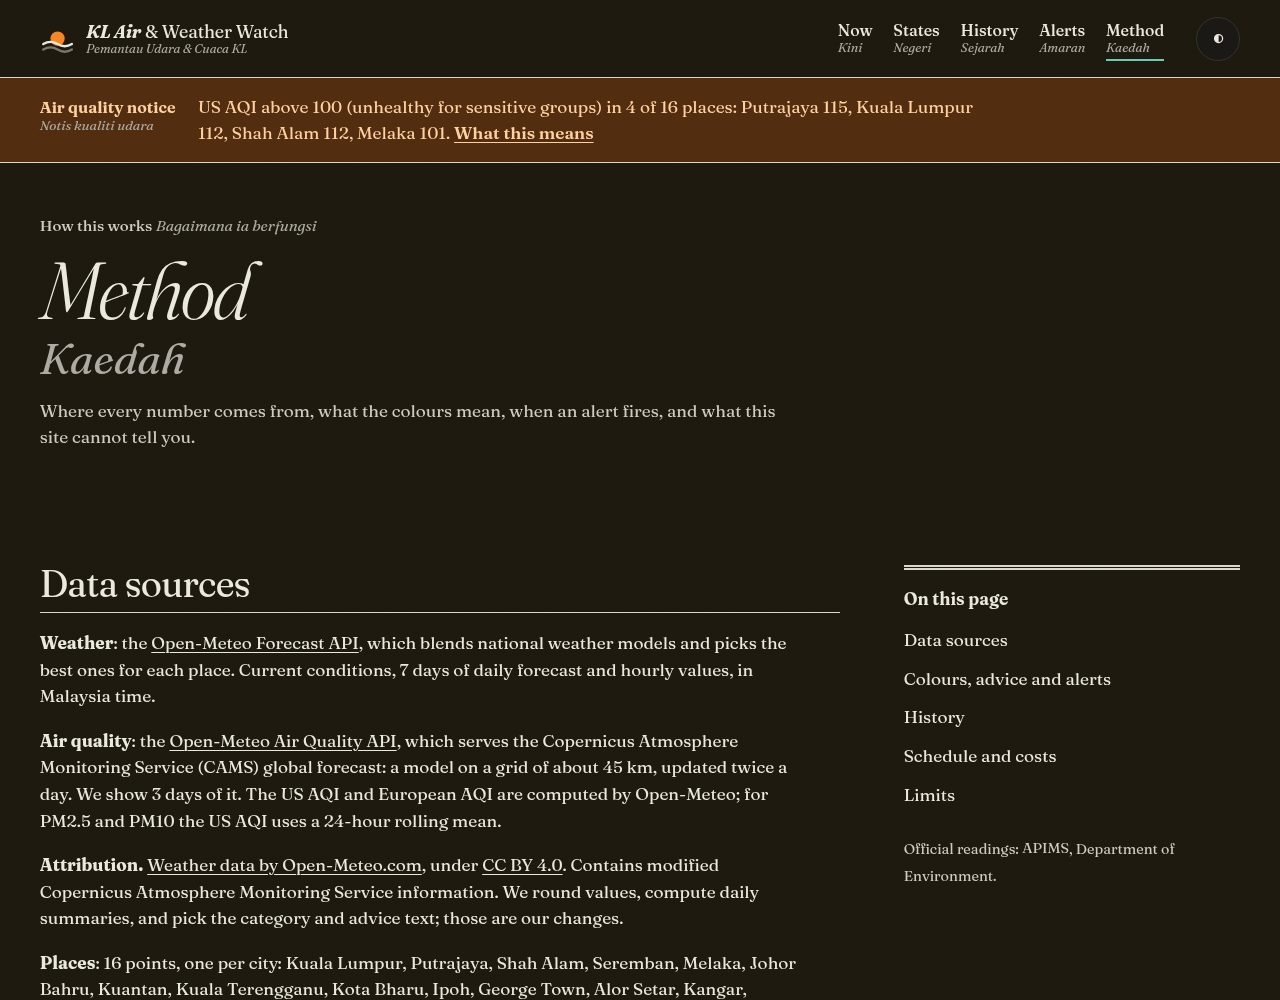 KL Air & Weather Watch
Pemantau Udara & Cuaca KL
Now
Kini
States
Negeri
History
Sejarah
Alerts
Amaran
Method
Kaedah
Air quality notice
Notis kualiti udara
US AQI above 100 (unhealthy for sensitive groups) in 4 of 16 places: Putrajaya 115, Kuala Lumpur
112, Shah Alam 112, Melaka 101. What this means
How this works Bagaimana ia berfungsi
Method
Kaedah
Where every number comes from, what the colours mean, when an alert fires, and what this
site cannot tell you.
Data sources
Weather: the Open-Meteo Forecast API, which blends national weather models and picks the
best ones for each place. Current conditions, 7 days of daily forecast and hourly values, in
Malaysia time.
Air quality: the Open-Meteo Air Quality API, which serves the Copernicus Atmosphere
Monitoring Service (CAMS) global forecast: a model on a grid of about 45 km, updated twice a
day. We show 3 days of it. The US AQI and European AQI are computed by Open-Meteo; for
PM2.5 and PM10 the US AQI uses a 24-hour rolling mean.
Attribution. Weather data by Open-Meteo.com, under CC BY 4.0. Contains modified
Copernicus Atmosphere Monitoring Service information. We round values, compute daily
summaries, and pick the category and advice text; those are our changes.
Places: 16 points, one per city: Kuala Lumpur, Putrajaya, Shah Alam, Seremban, Melaka, Johor
Bahru, Kuantan, Kuala Terengganu, Kota Bharu, Ipoh, George Town, Alor Setar, Kangar,
On this page
Data sources
Colours, advice and alerts
History
Schedule and costs
Limits
Official readings: APIMS, Department of
Environment.